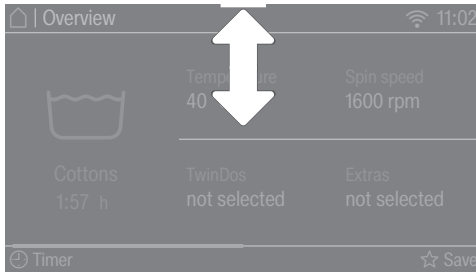 | Overview 11:02
Temperature Spin speed
40 1600 rpm
Cottons TwinDos Extras
1:57 h not selected not selected
Timer Save